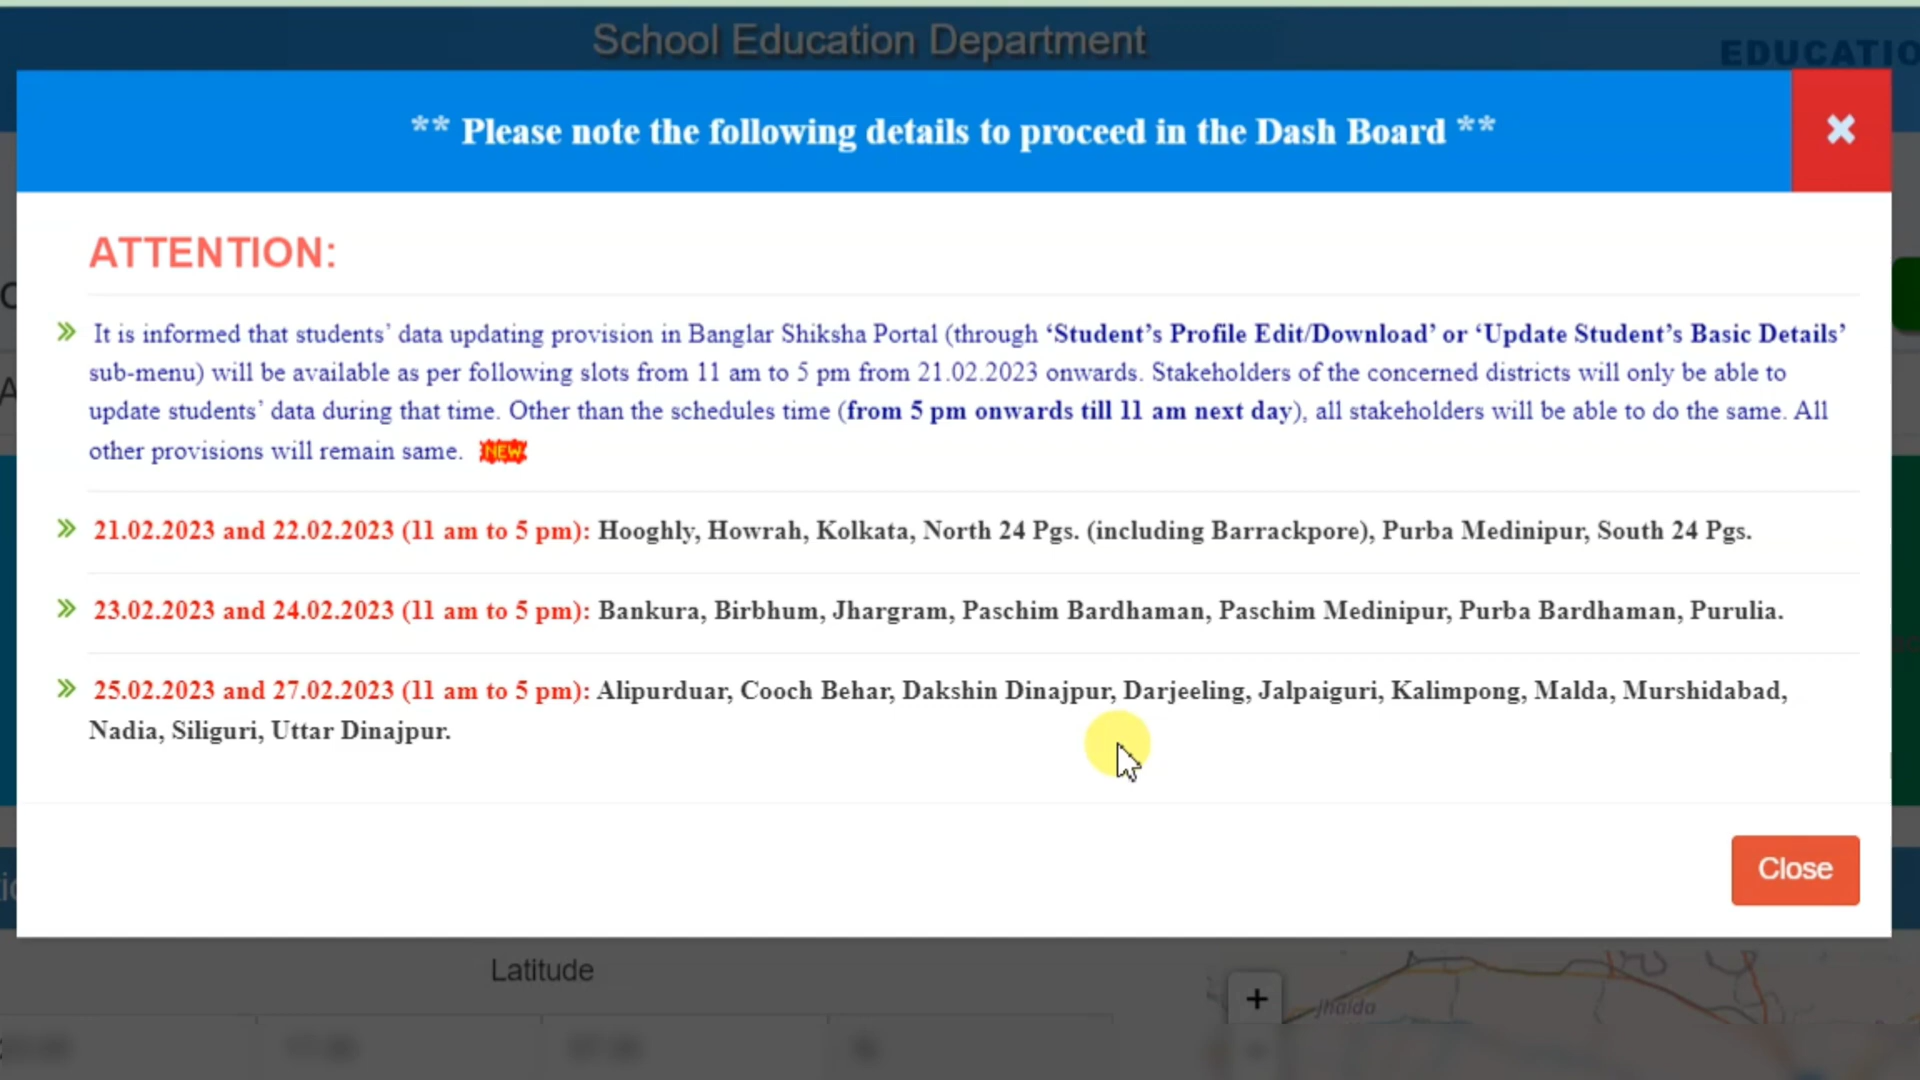 School Education Department
EDUCATIO
** Please note the following details to proceed in the Dash Board **
ATTENTION:
It is informed that students' data updating provision in Banglar Shiksha Portal (through ‘Student’s Profile Edit/Download’ or ‘Update Student’s Basic Details’
sub-menu) will be available as per following slots from 11 am to 5 pm from 21.02.2023 onwards. Stakeholders of the concerned districts will only be able to
update students’ data during that time. Other than the schedules time (from 5 pm onwards till 11 am next day), all stakeholders will be able to do the same. All
other provisions will remain same. NEW
21.02.2023 and 22.02.2023 (11 am to 5 pm): Hooghly, Howrah, Kolkata, North 24 Pgs. (including Barrackpore), Purba Medinipur, South 24 Pgs.
23.02.2023 and 24.02.2023 (11 am to 5 pm): Bankura, Birbhum, Jhargram, Paschim Bardhaman, Paschim Medinipur, Purba Bardhaman, Purulia.
25.02.2023 and 27.02.2023 (11 am to 5 pm): Alipurduar, Cooch Behar, Dakshin Dinajpur, Darjeeling, Jalpaiguri, Kalimpong, Malda, Murshidabad,
Nadia, Siliguri, Uttar Dinajpur.
Close
Latitude
+
Jhalda